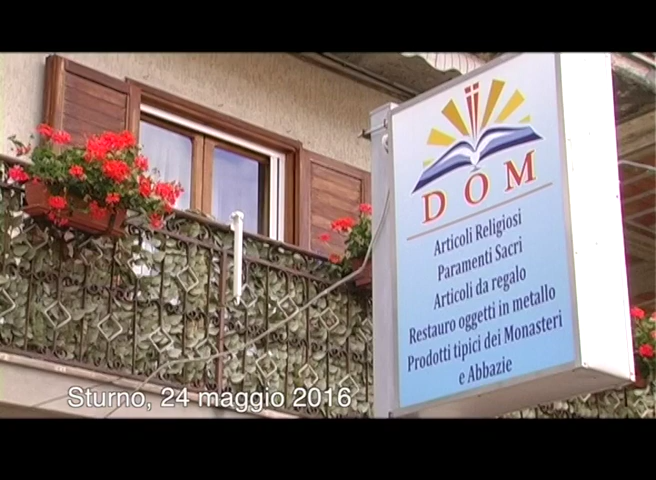 DOM
Articoli Religiosi
Paramenti Sacri
Articoli da regalo
Restauro oggetti in metallo
Prodotti tipici dei Monasteri
e Abbazie
Sturno, 24 maggio 2016